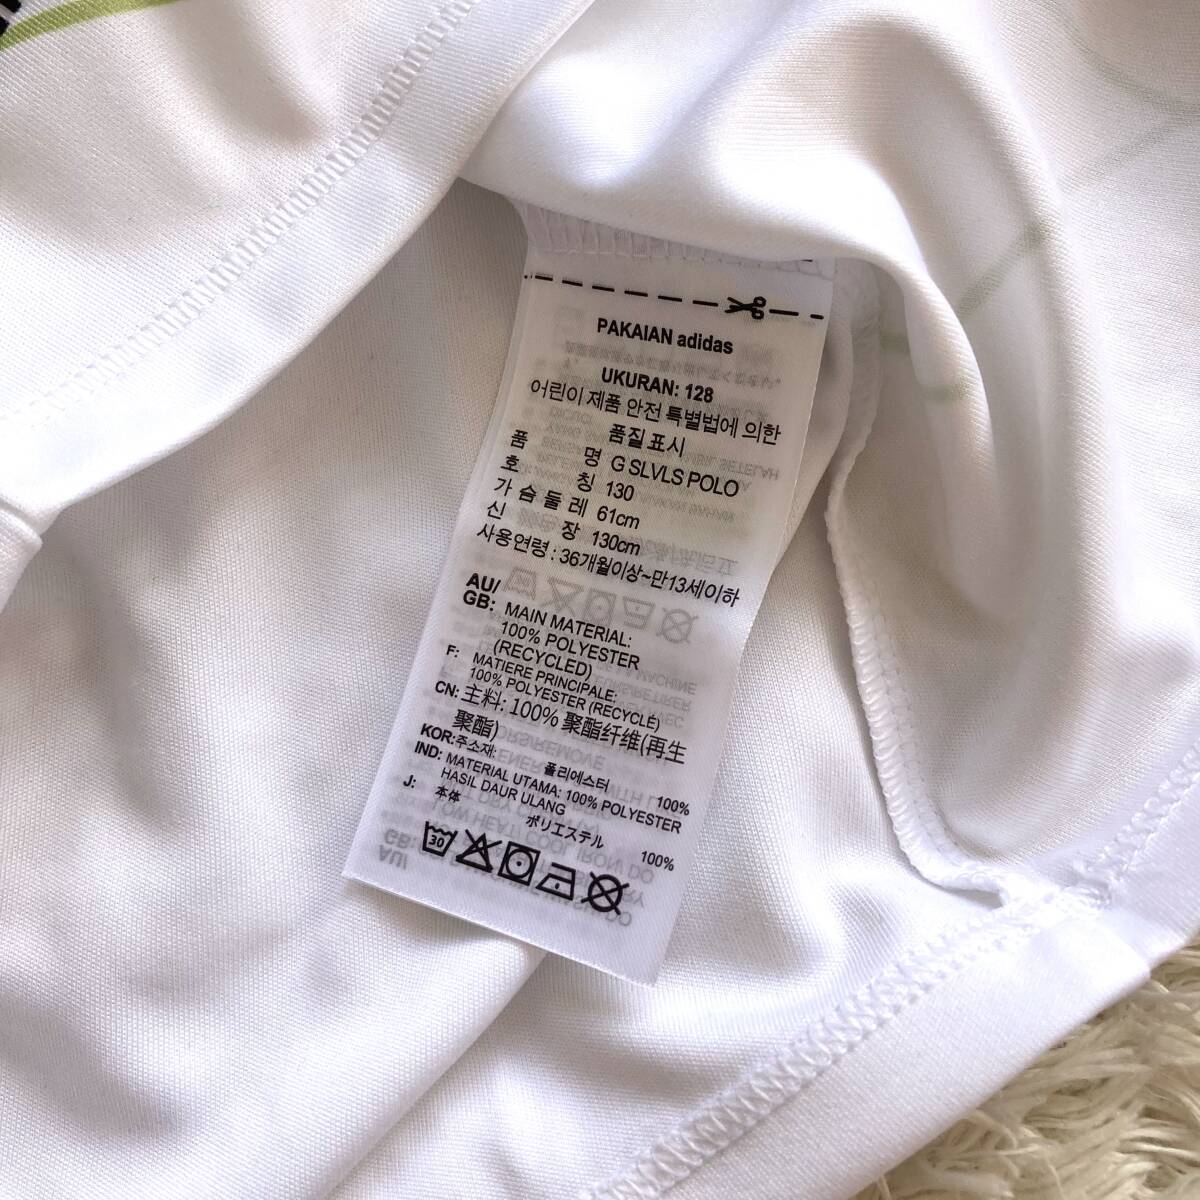 PAKAIAN adidas
UKURAN: 128
어린이 제품 안전 특별법에 의한
품질 표시
품 명 G SLVLS POLO
호 칭 130
가 슴 둘 레 61cm
신 장 130cm
사용연령 : 36개월이상~만13세이하
AU/
GB: MAIN MATERIAL:
100% POLYESTER
(RECYCLED)
F: MATIERE PRINCIPALE:
100% POLYESTER (RECYCLÉ)
CN: 主料: 100% 聚酯纤维(再生
聚酯)
KOR: 주소재: 폴리에스터 100%
IND: MATERIAL UTAMA: 100% POLYESTER
HASIL DAUR ULANG
J: 本体 ポリエステル 100%
30